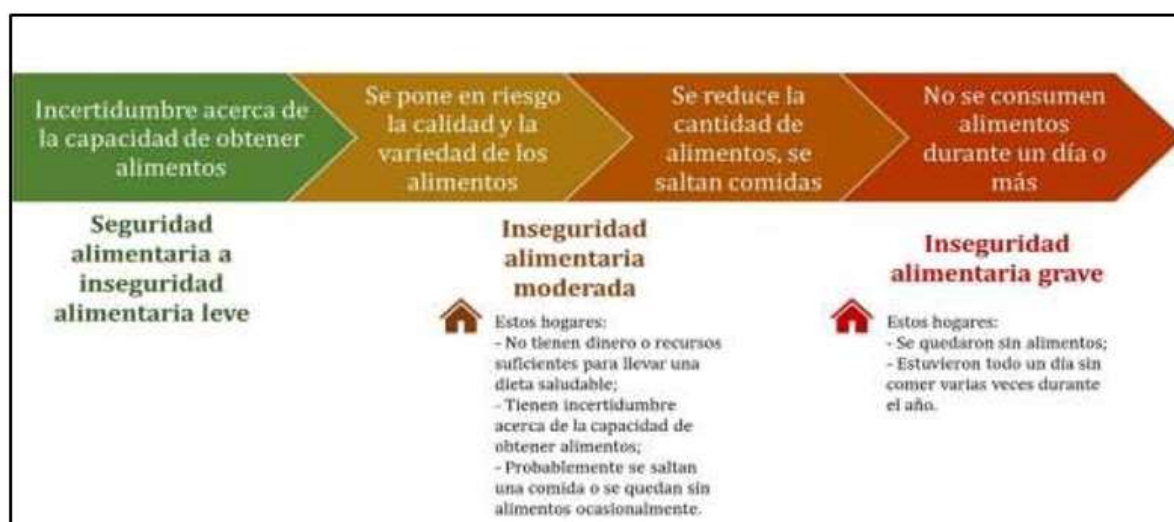 Incertidumbre acerca de
la capacidad de obtener
alimentos
Se pone en riesgo
la calidad y la
variedad de los
alimentos
Se reduce la
cantidad de
alimentos, se
saltan comidas
No se consumen
alimentos
durante un día o
más
Seguridad
alimentaria a
inseguridad
alimentaria leve
Inseguridad
alimentaria
moderada
Estos hogares:
- No tienen dinero o recursos
suficientes para llevar una
dieta saludable;
- Tienen incertidumbre
acerca de la capacidad de
obtener alimentos;
- Probablemente se saltan
una comida o se quedan sin
alimentos ocasionalmente.
Inseguridad
alimentaria grave
Estos hogares:
- Se quedaron sin alimentos;
- Estuvieron todo un día sin
comer varias veces durante
el año.